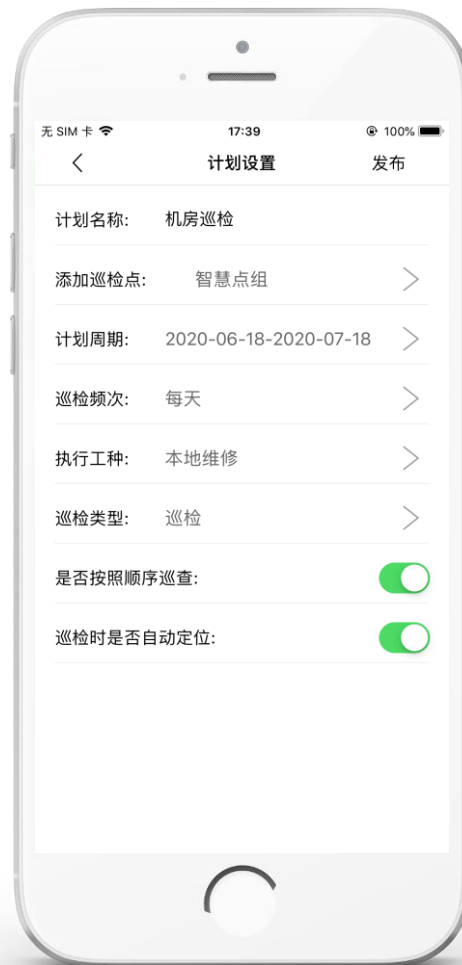 无 SIM 卡 17:39 100%
计划设置 发布
计划名称: 机房巡检
添加巡检点: 智慧点组
计划周期: 2020-06-18-2020-07-18
巡检频次: 每天
执行工种: 本地维修
巡检类型: 巡检
是否按照顺序巡查:
巡检时是否自动定位: